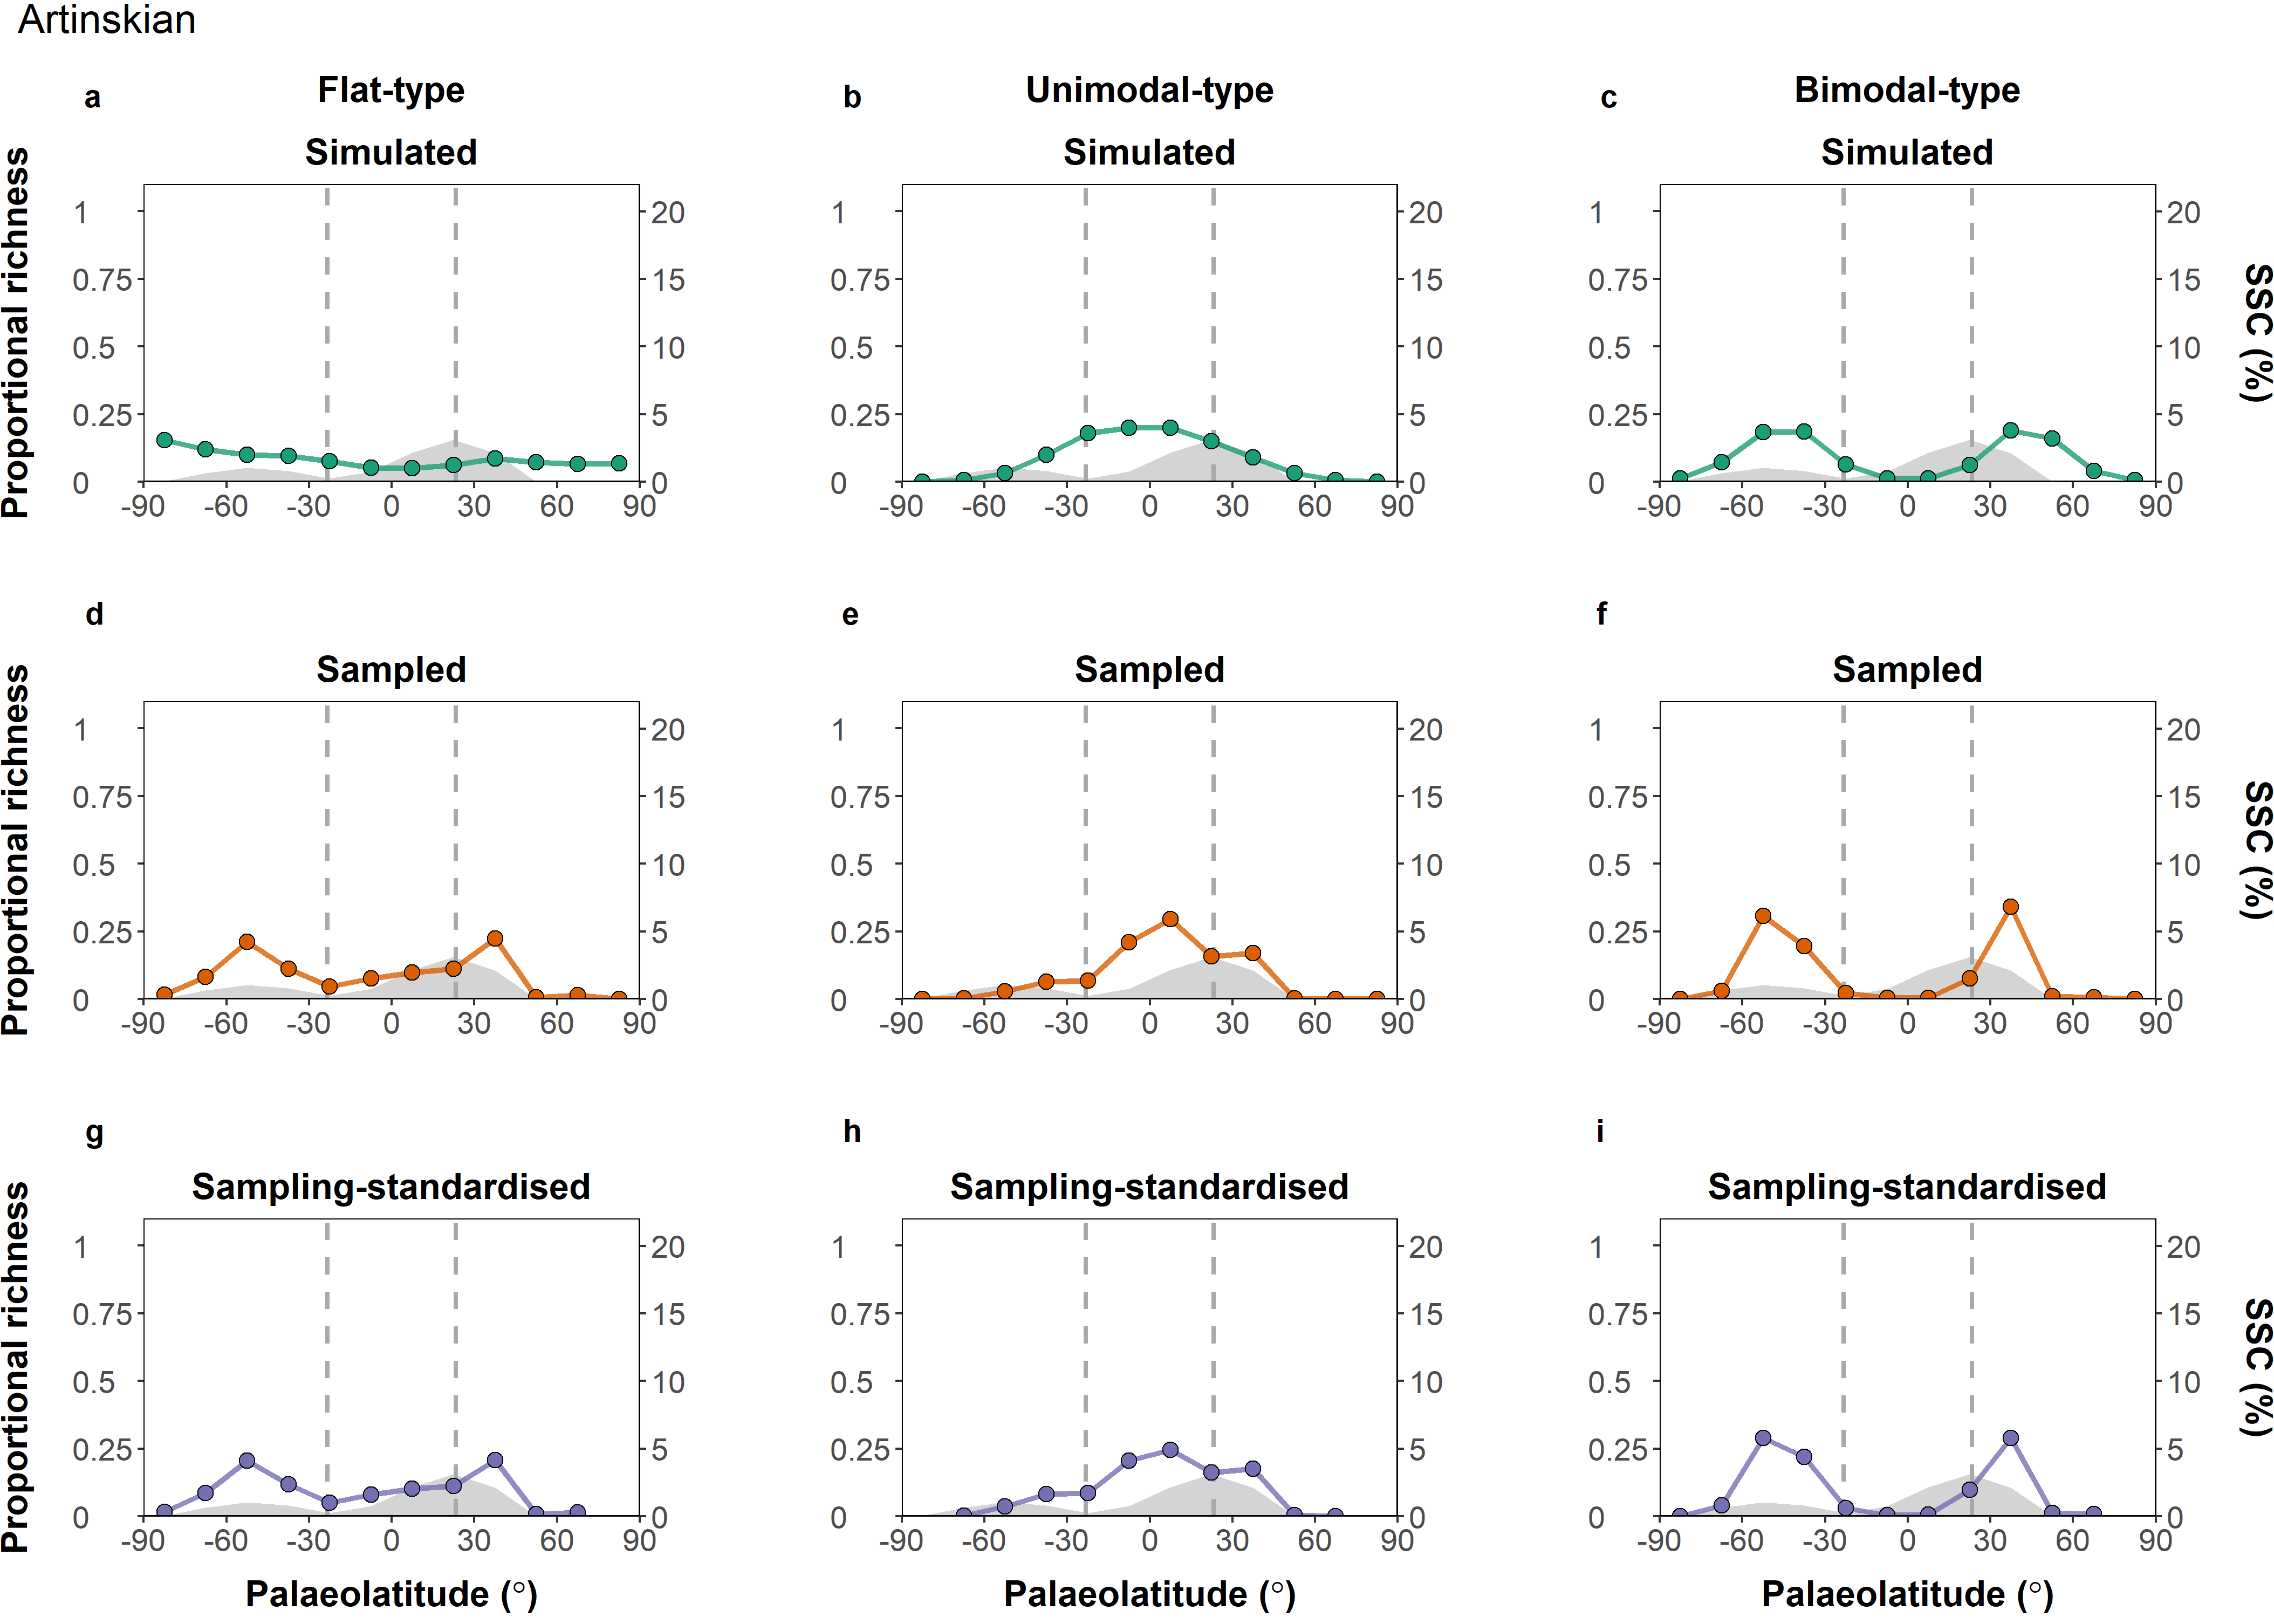 Artinskian
a Flat-type b Unimodal-type c Bimodal-type
Simulated Simulated Simulated
Proportional richness
1 20 1 20 1 20
0.75 15 0.75 15 0.75 15
0.5 10 0.5 10 0.5 10
0.25 5 0.25 5 0.25 5
0 0 0 0 0 0
-90 -60 -30 0 30 60 90 -90 -60 -30 0 30 60 90 -90 -60 -30 0 30 60 90
SSC (%)
d e f
Sampled Sampled Sampled
Proportional richness
1 20 1 20 1 20
0.75 15 0.75 15 0.75 15
0.5 10 0.5 10 0.5 10
0.25 5 0.25 5 0.25 5
0 0 0 0 0 0
-90 -60 -30 0 30 60 90 -90 -60 -30 0 30 60 90 -90 -60 -30 0 30 60 90
SSC (%)
g h i
Sampling-standardised Sampling-standardised Sampling-standardised
Proportional richness
1 20 1 20 1 20
0.75 15 0.75 15 0.75 15
0.5 10 0.5 10 0.5 10
0.25 5 0.25 5 0.25 5
0 0 0 0 0 0
-90 -60 -30 0 30 60 90 -90 -60 -30 0 30 60 90 -90 -60 -30 0 30 60 90
SSC (%)
Palaeolatitude (°) Palaeolatitude (°) Palaeolatitude (°)